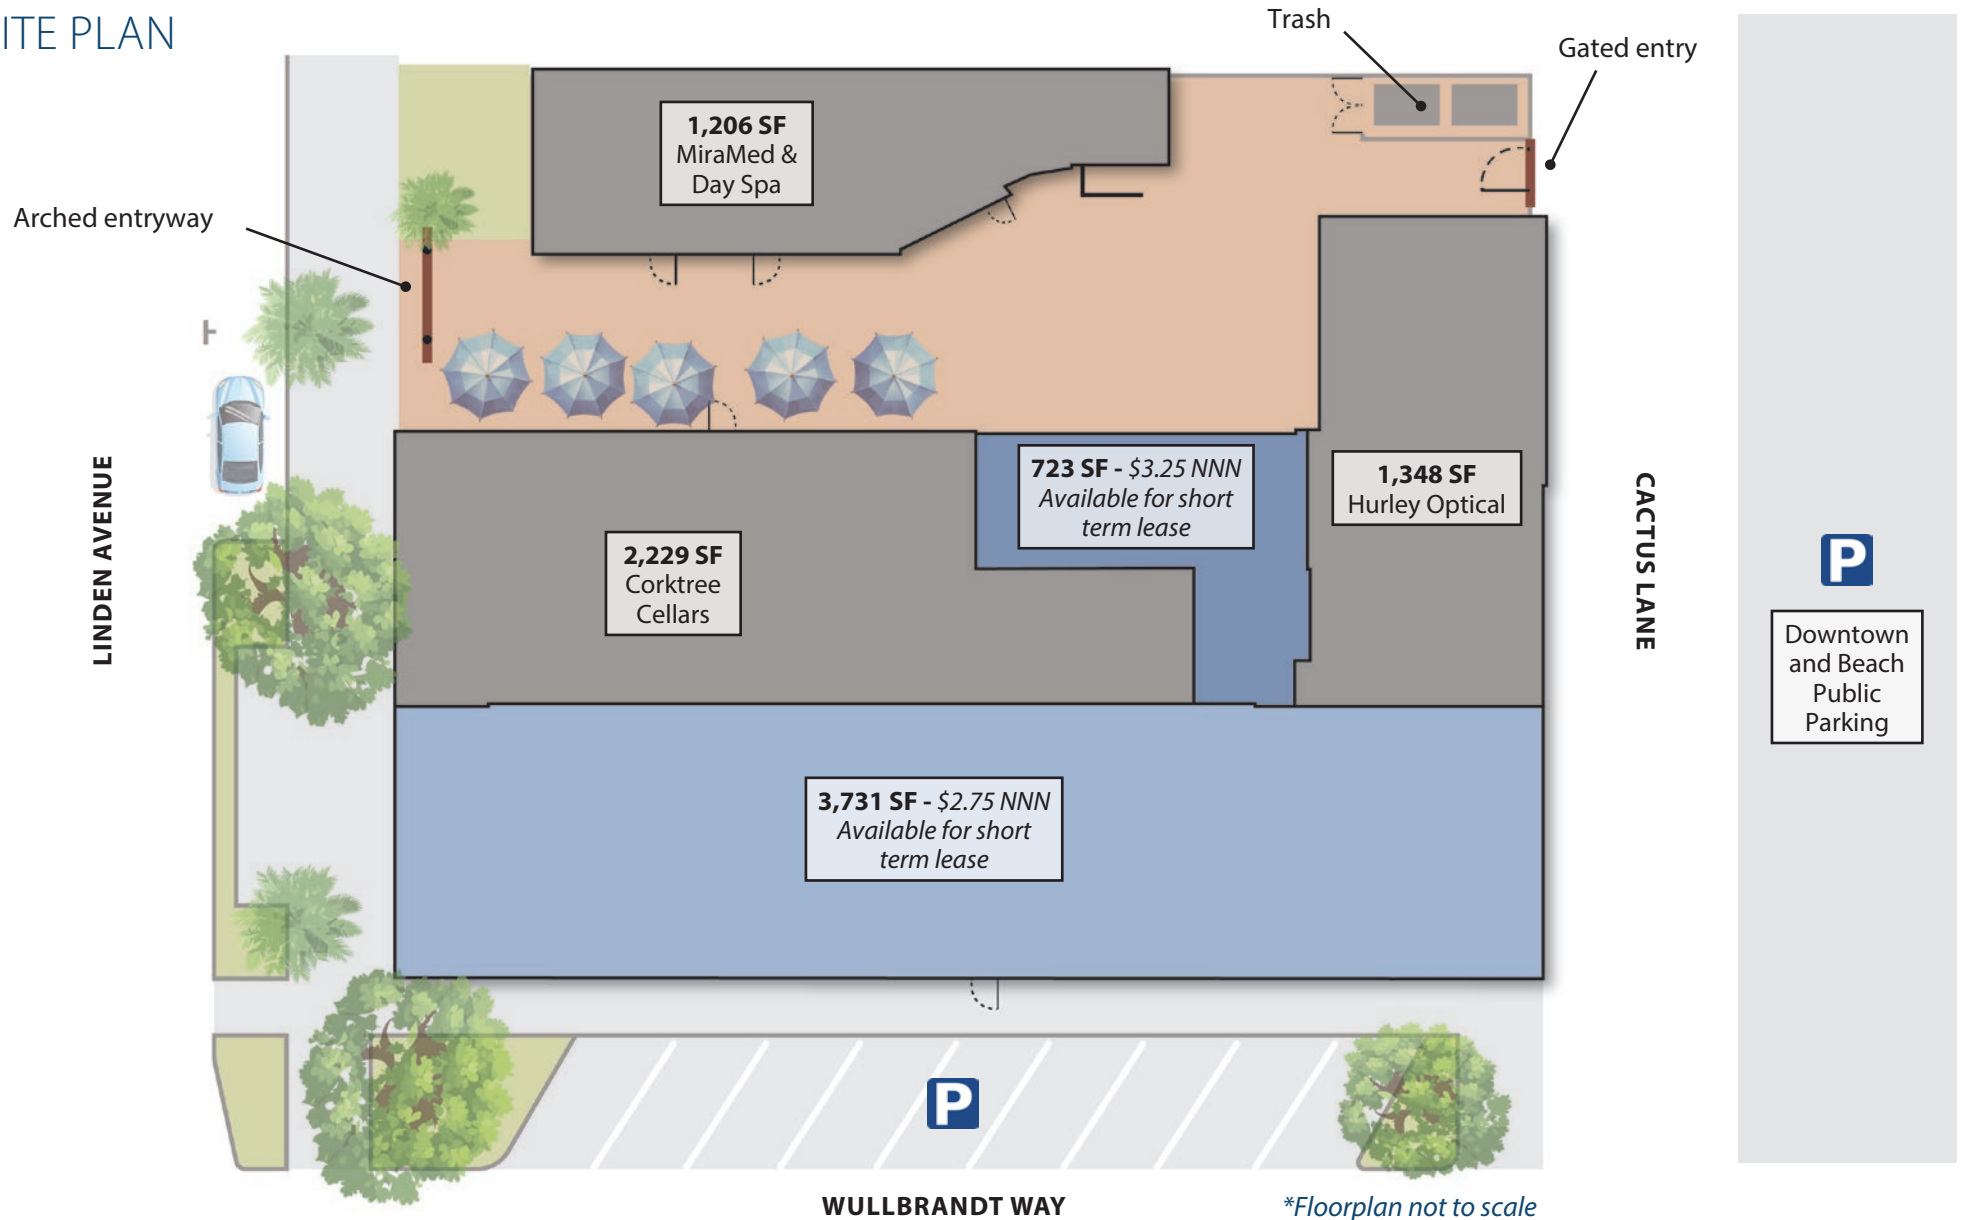 ITE PLAN
Trash
Gated entry
1,206 SF
MiraMed &
Day Spa
Arched entryway
723 SF - $3.25 NNN
Available for short
term lease
1,348 SF
Hurley Optical
2,229 SF
Corktree
Cellars
LINDEN AVENUE
CACTUS LANE
P
Downtown
and Beach
Public
Parking
3,731 SF - $2.75 NNN
Available for short
term lease
P
WULLBRANDT WAY
*Floorplan not to scale